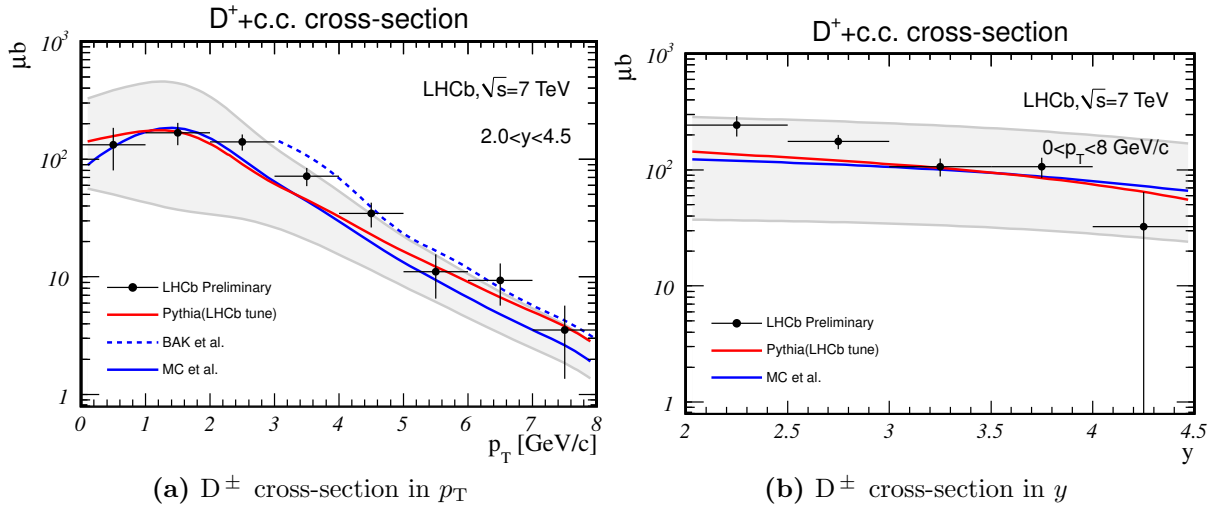 D⁺+c.c. cross-section
μb
10³
10²
10
1
LHCb,√s=7 TeV
2.0<y<4.5
LHCb Preliminary
Pythia(LHCb tune)
BAK et al.
MC et al.
0 1 2 3 4 5 6 7 8
p_T [GeV/c]
(a) D± cross-section in p_T
D⁺+c.c. cross-section
μb
10³
10²
10
1
LHCb,√s=7 TeV
0<p_T<8 GeV/c
LHCb Preliminary
Pythia(LHCb tune)
MC et al.
2 2.5 3 3.5 4 4.5
y
(b) D± cross-section in y